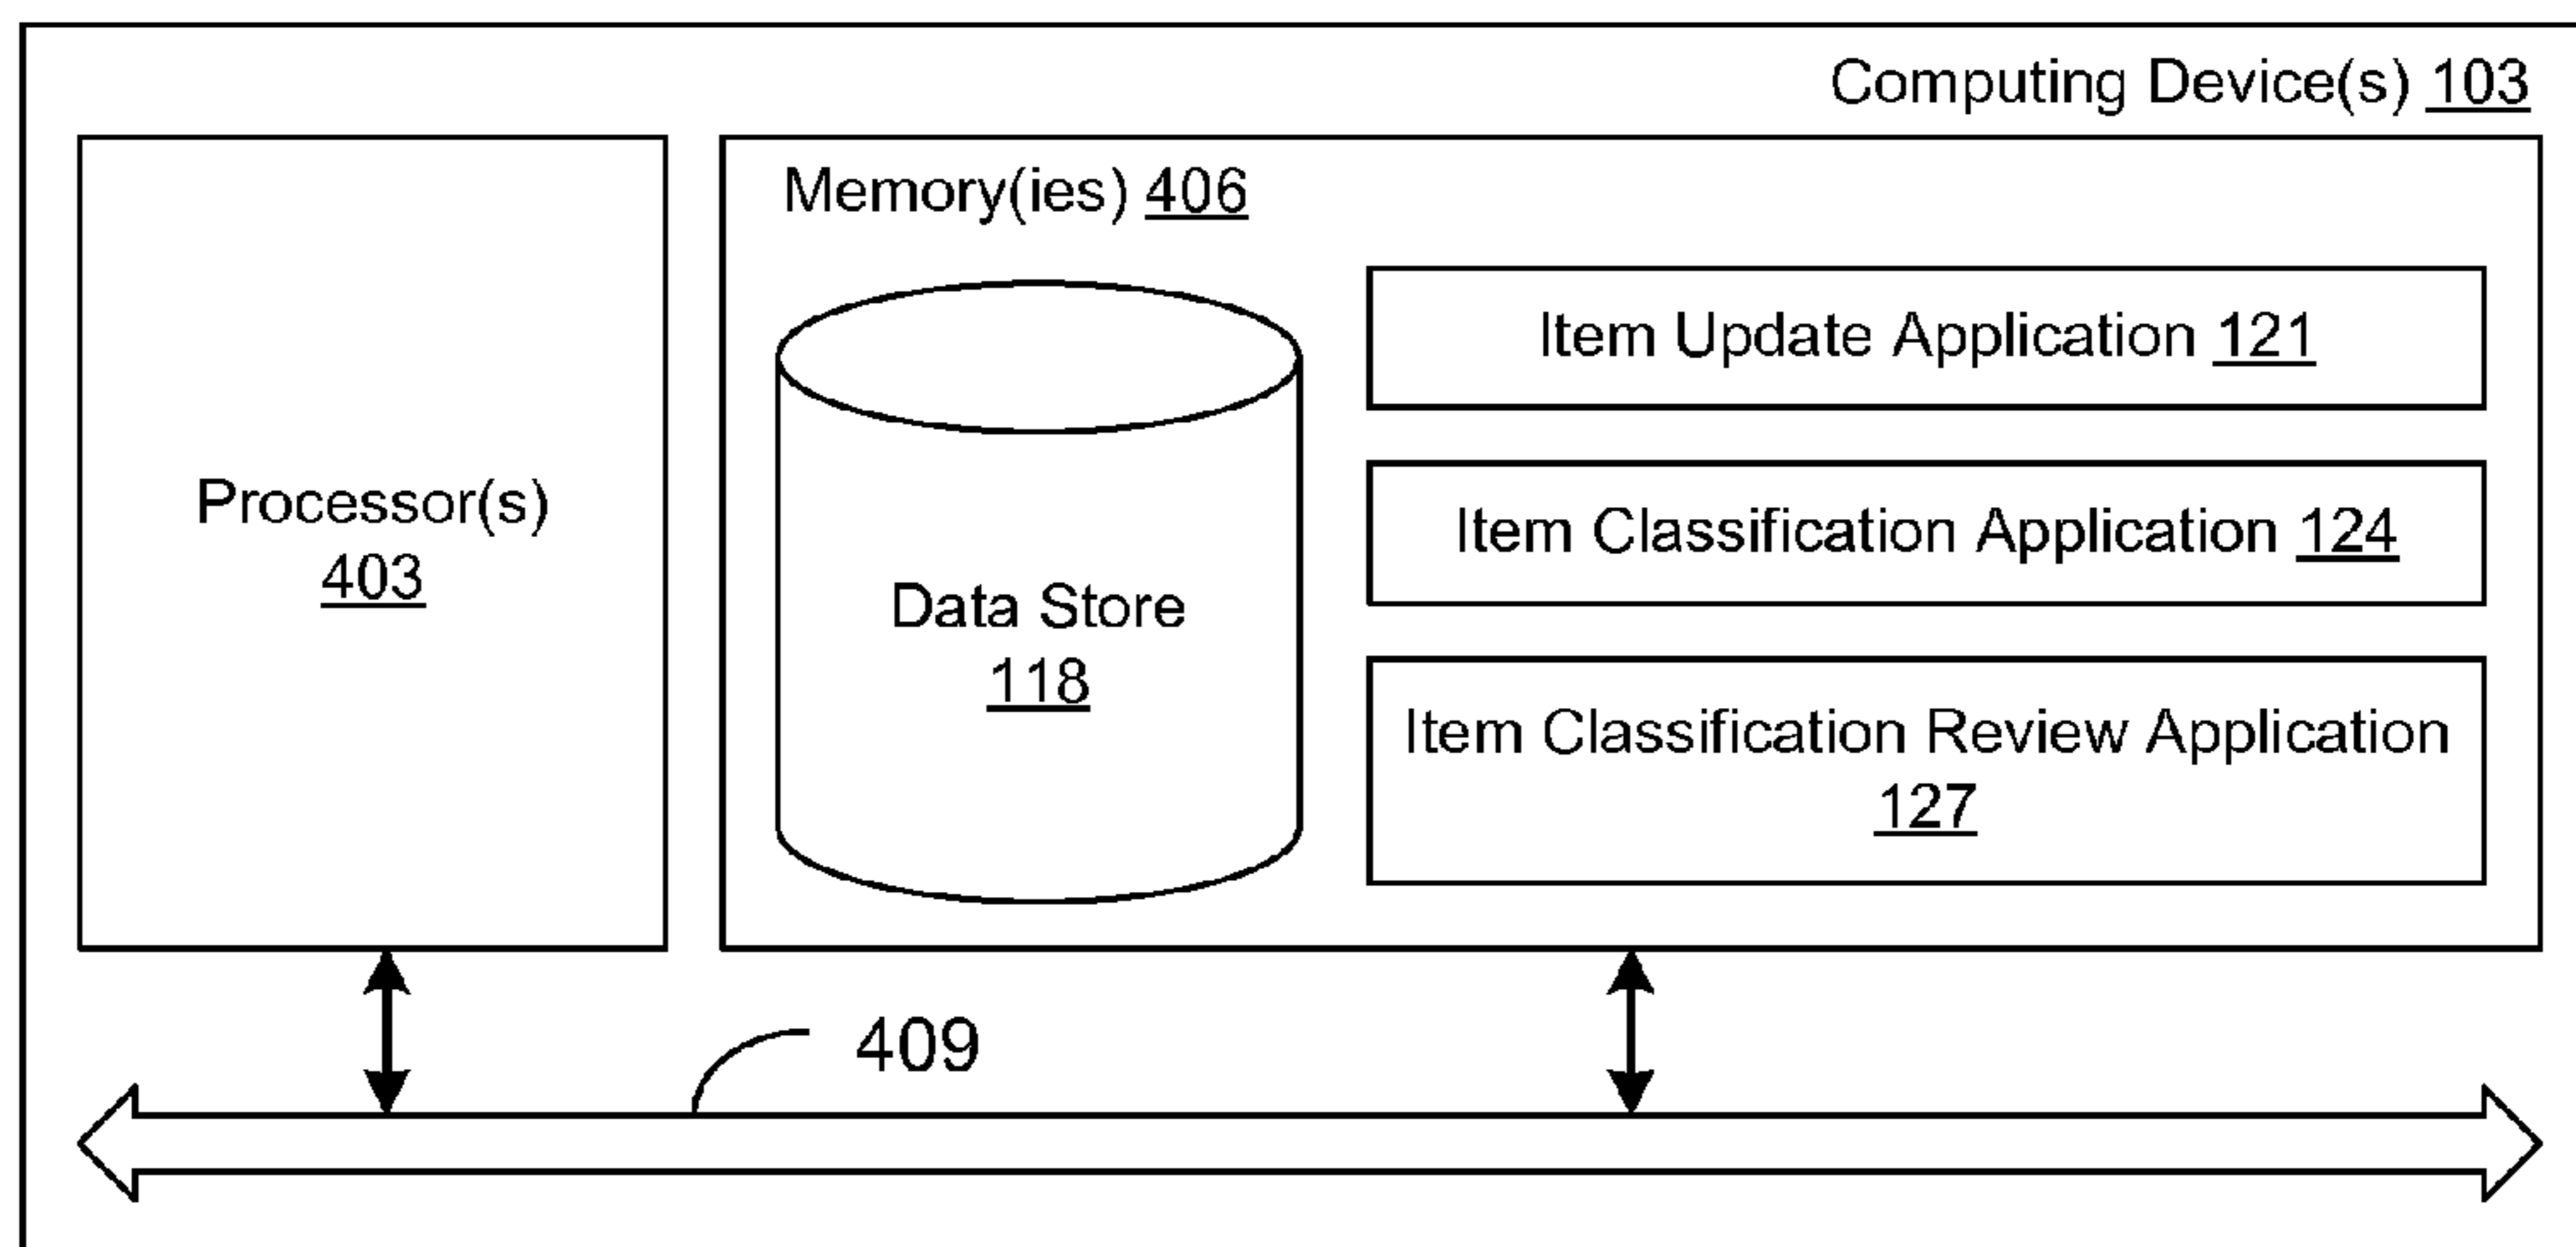 Computing Device(s) 103
Processor(s)
403
Memory(ies) 406
Data Store
118
Item Update Application 121
Item Classification Application 124
Item Classification Review Application
127
409